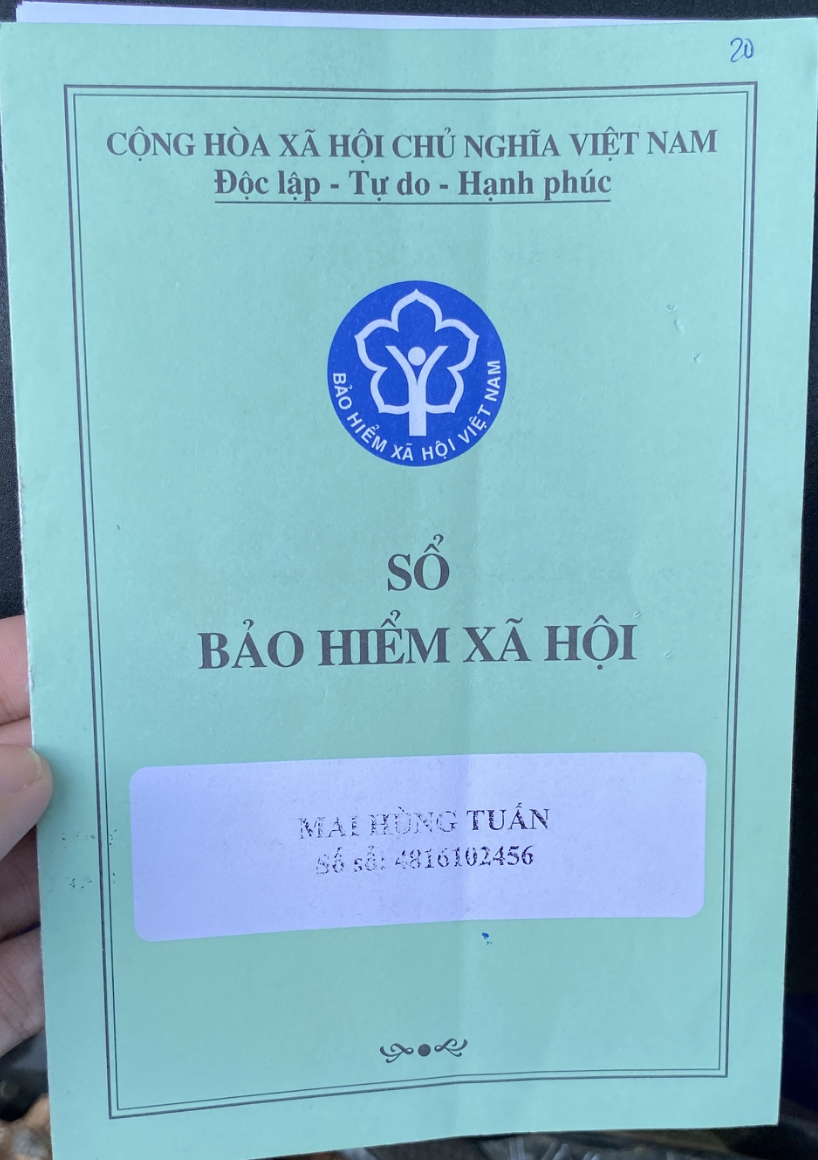 20
CỘNG HÒA XÃ HỘI CHỦ NGHĨA VIỆT NAM
Độc lập - Tự do - Hạnh phúc
BẢO HIỂM XÃ HỘI VIỆT NAM
SỔ
BẢO HIỂM XÃ HỘI
MAI HÙNG TUẤN
Số sổ: 4816102456